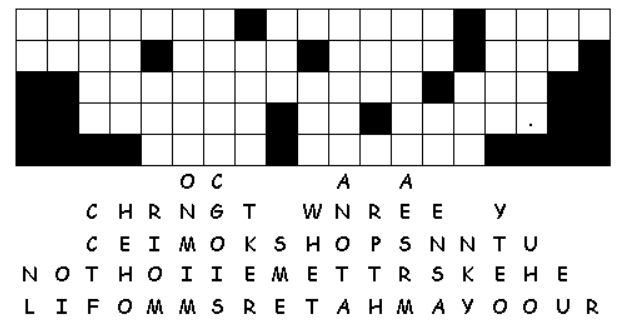 O C A A
C H R N G T W N R E E Y
C E I M O K S H O P S N N T U
N O T H O I I E M E T T R S K E H E
L I F O M M S R E T A H M A Y O O U R